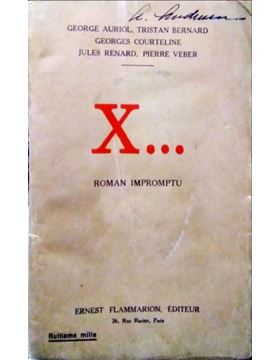 GEORGE AURIOL, TRISTAN BERNARD
GEORGES COURTELINE
JULES RENARD, PIERRE VEBER
X...
ROMAN IMPROMPTU
ERNEST FLAMMARION, ÉDITEUR
26, Rue Racine, Paris
Huitième mille